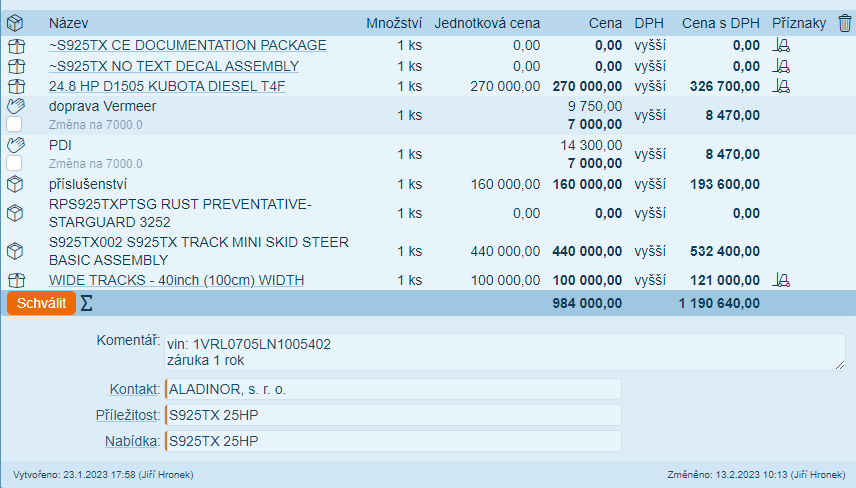 Název Množství Jednotková cena Cena DPH Cena s DPH Příznaky
~S925TX CE DOCUMENTATION PACKAGE 1 ks 0,00 0,00 vyšší 0,00
~S925TX NO TEXT DECAL ASSEMBLY 1 ks 0,00 0,00 vyšší 0,00
24.8 HP D1505 KUBOTA DIESEL T4F 1 ks 270 000,00 270 000,00 vyšší 326 700,00
doprava Vermeer 1 ks 9 750,00 vyšší 8 470,00
Změna na 7000.0 7 000,00
PDI 1 ks 14 300,00 vyšší 8 470,00
Změna na 7000.0 7 000,00
příslušenství 1 ks 160 000,00 160 000,00 vyšší 193 600,00
RPS925TXPTSG RUST PREVENTATIVE-
STARGUARD 3252 1 ks 0,00 0,00 vyšší 0,00
S925TX002 S925TX TRACK MINI SKID STEER
BASIC ASSEMBLY 1 ks 440 000,00 440 000,00 vyšší 532 400,00
WIDE TRACKS - 40inch (100cm) WIDTH 1 ks 100 000,00 100 000,00 vyšší 121 000,00
Schválit Σ 984 000,00 1 190 640,00
Komentář: vin: 1VRL0705LN1005402
záruka 1 rok
Kontakt: ALADINOR, s. r. o.
Příležitost: S925TX 25HP
Nabídka: S925TX 25HP
Vytvořeno: 23.1.2023 17:58 (Jiří Hronek) Změněno: 13.2.2023 10:13 (Jiří Hronek)